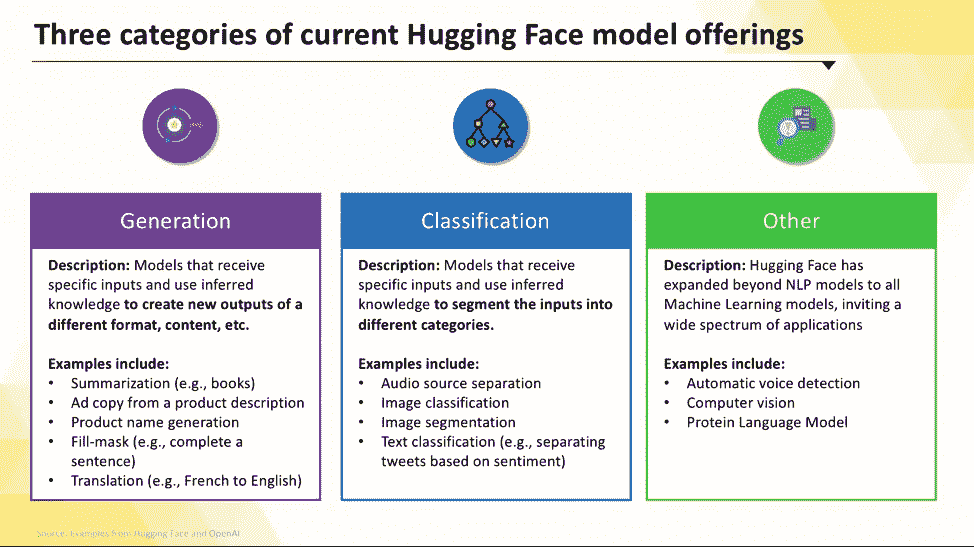 Three categories of current Hugging Face model offerings
Generation
Description: Models that receive
specific inputs and use inferred
knowledge to create new outputs of a
different format, content, etc.
Examples include:
• Summarization (e.g., books)
• Ad copy from a product description
• Product name generation
• Fill-mask (e.g., complete a
sentence)
• Translation (e.g., French to English)
Classification
Description: Models that receive
specific inputs and use inferred
knowledge to segment the inputs into
different categories.
Examples include:
• Audio source separation
• Image classification
• Image segmentation
• Text classification (e.g., separating
tweets based on sentiment)
Other
Description: Hugging Face has
expanded beyond NLP models to all
Machine Learning models, inviting a
wide spectrum of applications
Examples include:
• Automatic voice detection
• Computer vision
• Protein Language Model
Source: Examples from Hugging Face and OpenAI